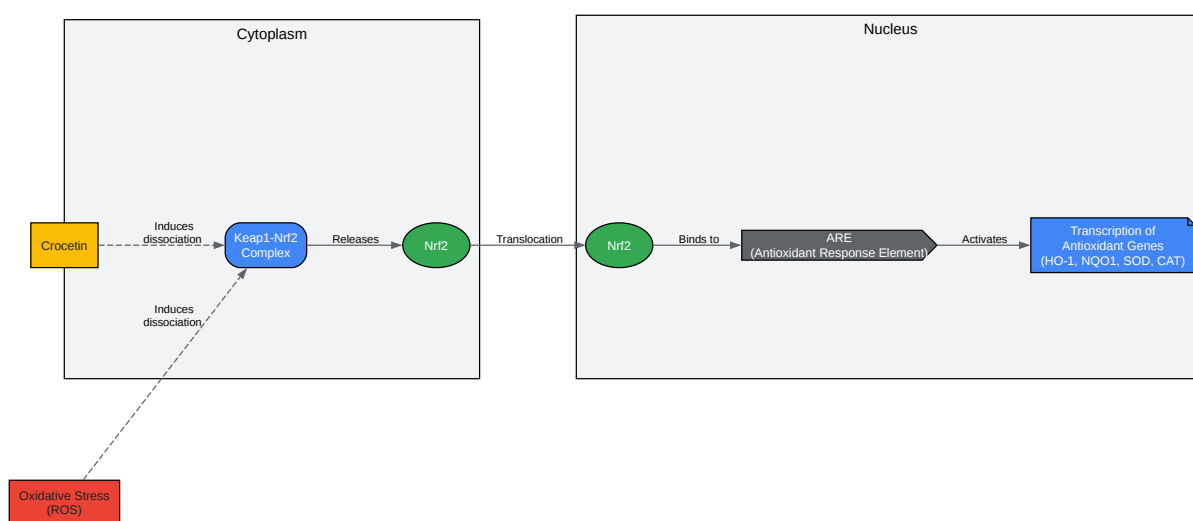 Cytoplasm
Nucleus
Crocetin
Induces
dissociation
Keap1-Nrf2
Complex
Releases
Nrf2
Translocation
Nrf2
Binds to
ARE
(Antioxidant Response Element)
Activates
Transcription of
Antioxidant Genes
(HO-1, NQO1, SOD, CAT)
Induces
dissociation
Oxidative Stress
(ROS)